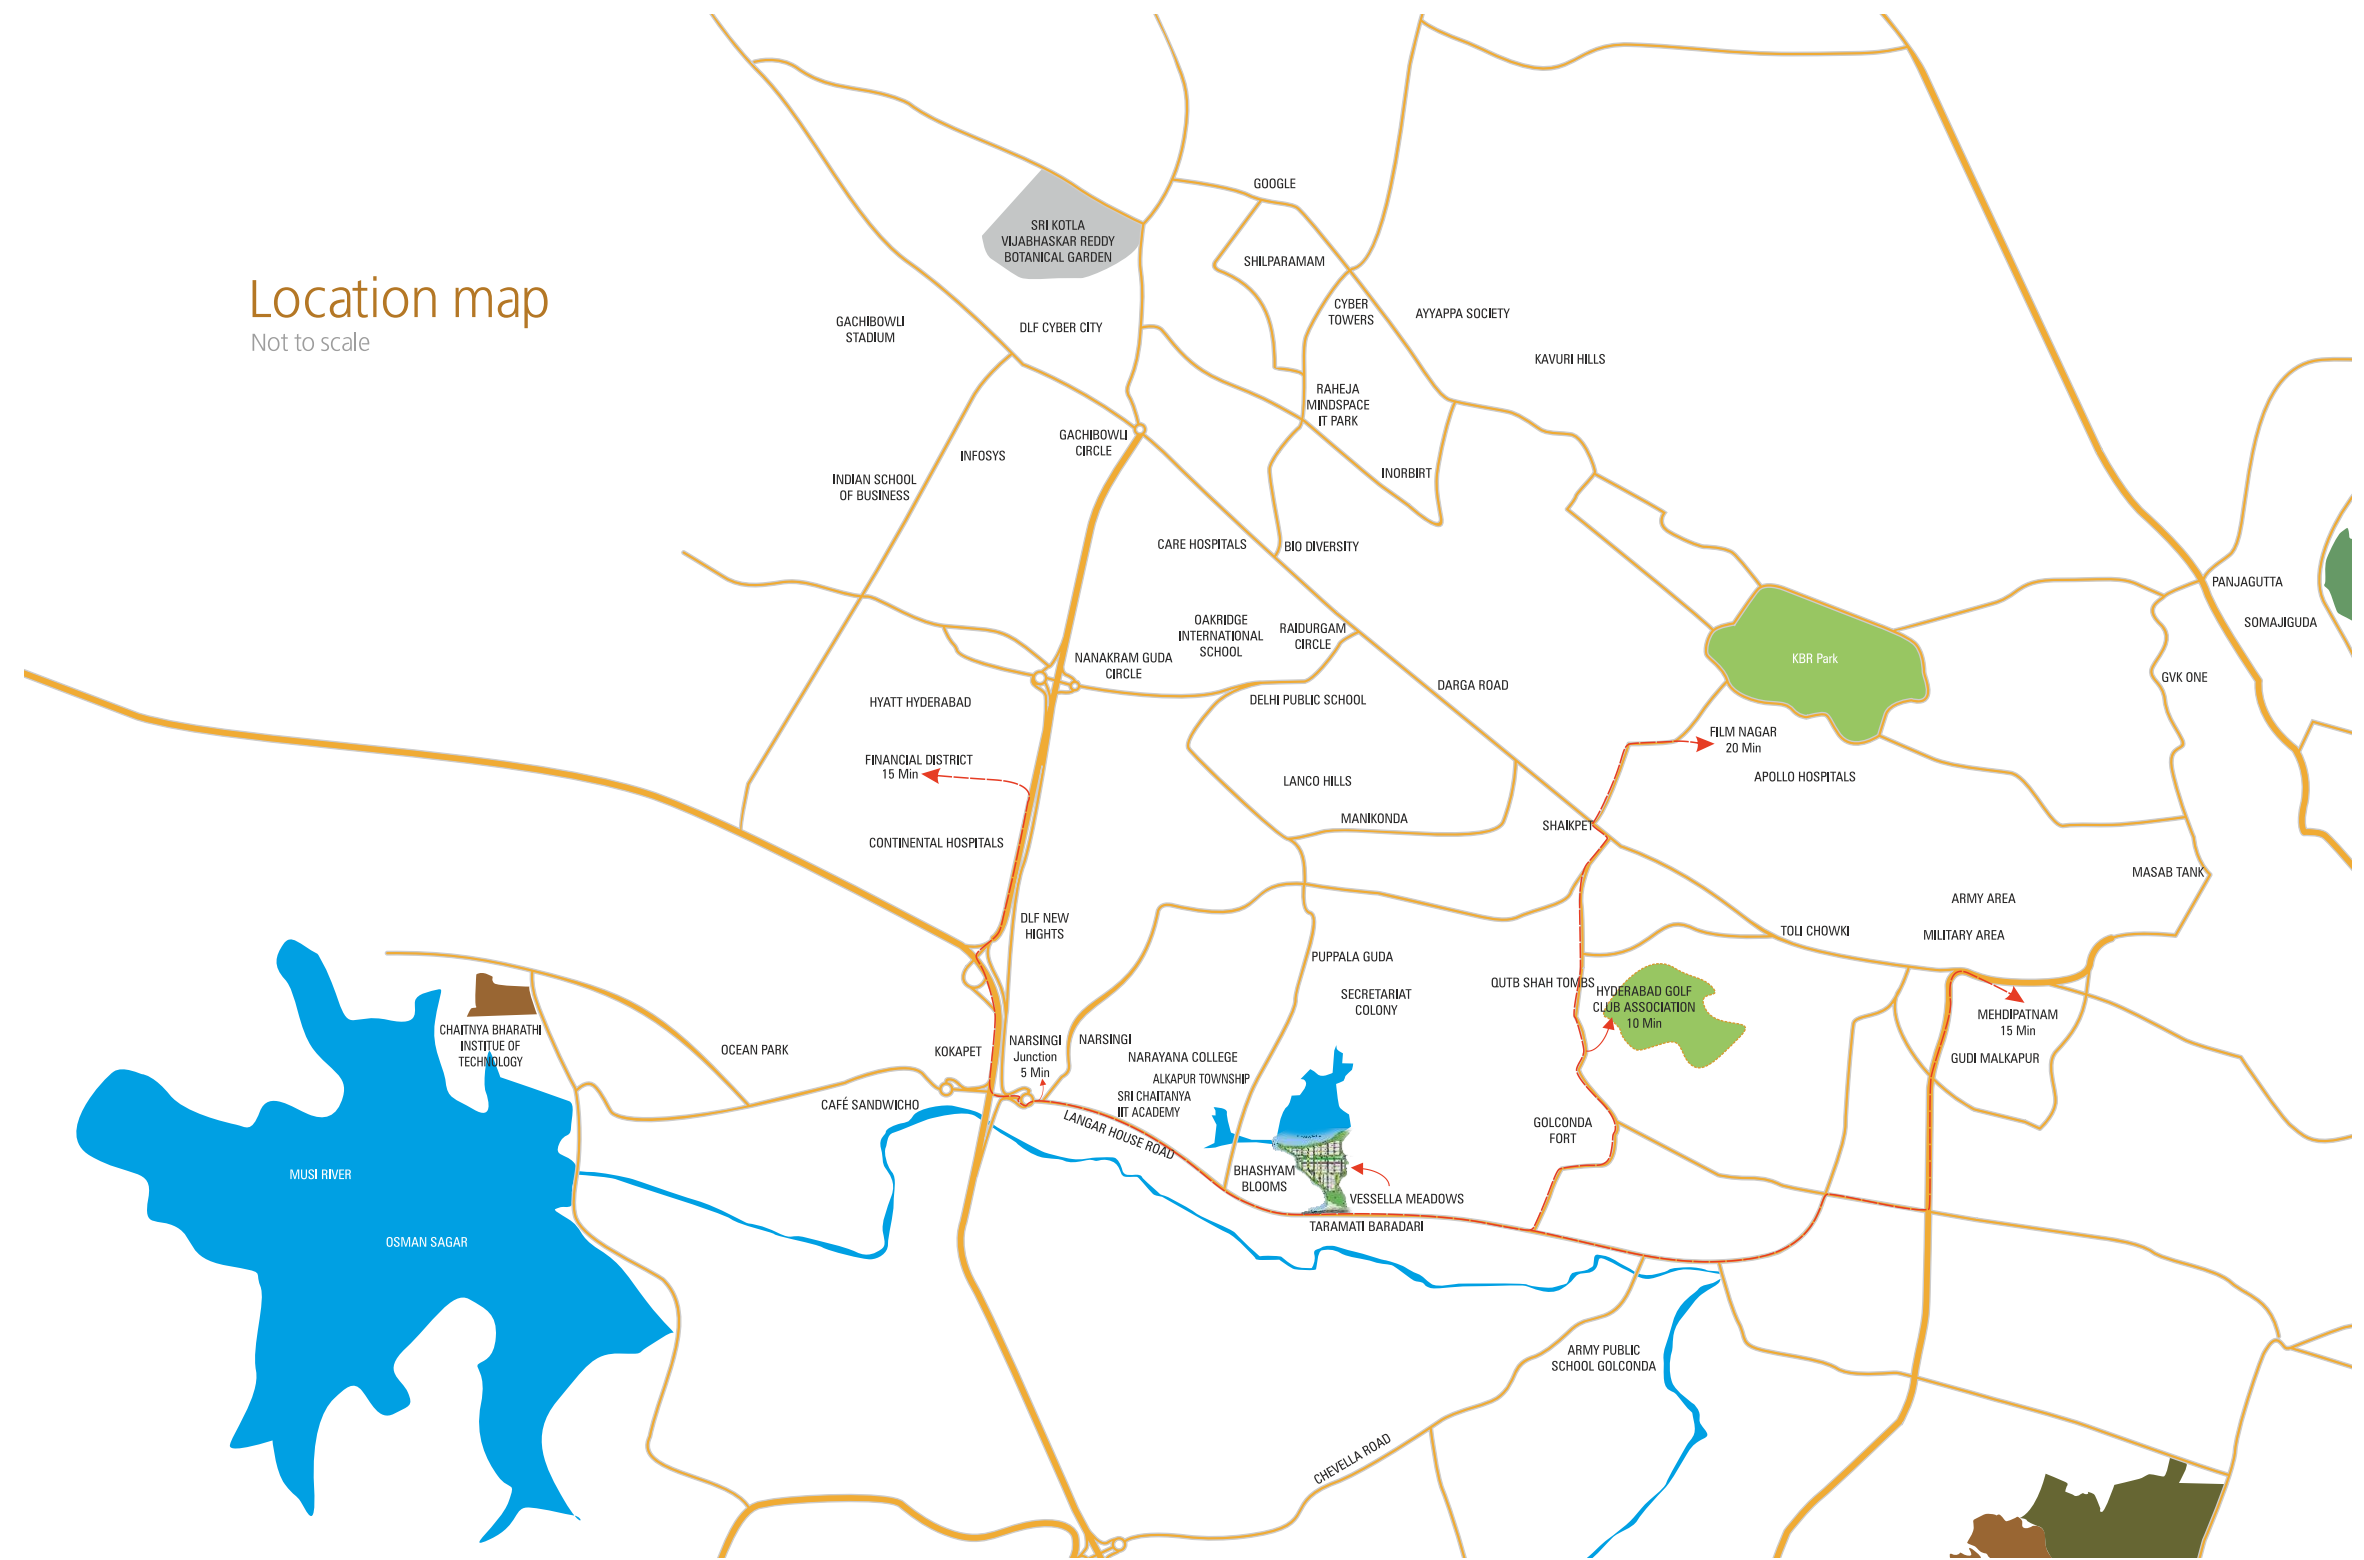 Location map
Not to scale
GOOGLE
SRI KOTLA
VIJABHASKAR REDDY
BOTANICAL GARDEN
SHILPARAMAM
CYBER
TOWERS
AYYAPPA SOCIETY
GACHIBOWLI
STADIUM
DLF CYBER CITY
KAVURI HILLS
RAHEJA
MINDSPACE
IT PARK
GACHIBOWLI
CIRCLE
INFOSYS
INORBIRT
INDIAN SCHOOL
OF BUSINESS
CARE HOSPITALS
BIO DIVERSITY
PANJAGUTTA
SOMAJIGUDA
OAKRIDGE
INTERNATIONAL
SCHOOL
RAIDURGAM
CIRCLE
NANAKRAM GUDA
CIRCLE
KBR Park
GVK ONE
DARGA ROAD
HYATT HYDERABAD
DELHI PUBLIC SCHOOL
FILM NAGAR
20 Min
FINANCIAL DISTRICT
15 Min
LANCO HILLS
APOLLO HOSPITALS
MANIKONDA
SHAIKPET
CONTINENTAL HOSPITALS
MASAB TANK
ARMY AREA
DLF NEW
HIGHTS
TOLI CHOWKI
MILITARY AREA
PUPPALA GUDA
QUTB SHAH TOMBS
HYDERABAD GOLF
CLUB ASSOCIATION
10 Min
SECRETARIAT
COLONY
MEHDIPATNAM
15 Min
CHAITNYA BHARATHI
INSTITUE OF
TECHNOLOGY
OCEAN PARK
KOKAPET
NARSINGI
Junction
5 Min
NARSINGI
NARAYANA COLLEGE
ALKAPUR TOWNSHIP
SRI CHAITANYA
IIT ACADEMY
GUDI MALKAPUR
CAFÉ SANDWICHO
LANGAR HOUSE ROAD
GOLCONDA
FORT
MUSI RIVER
BHASHYAM
BLOOMS
VESSELLA MEADOWS
TARAMATI BARADARI
OSMAN SAGAR
ARMY PUBLIC
SCHOOL GOLCONDA
CHEVELLA ROAD